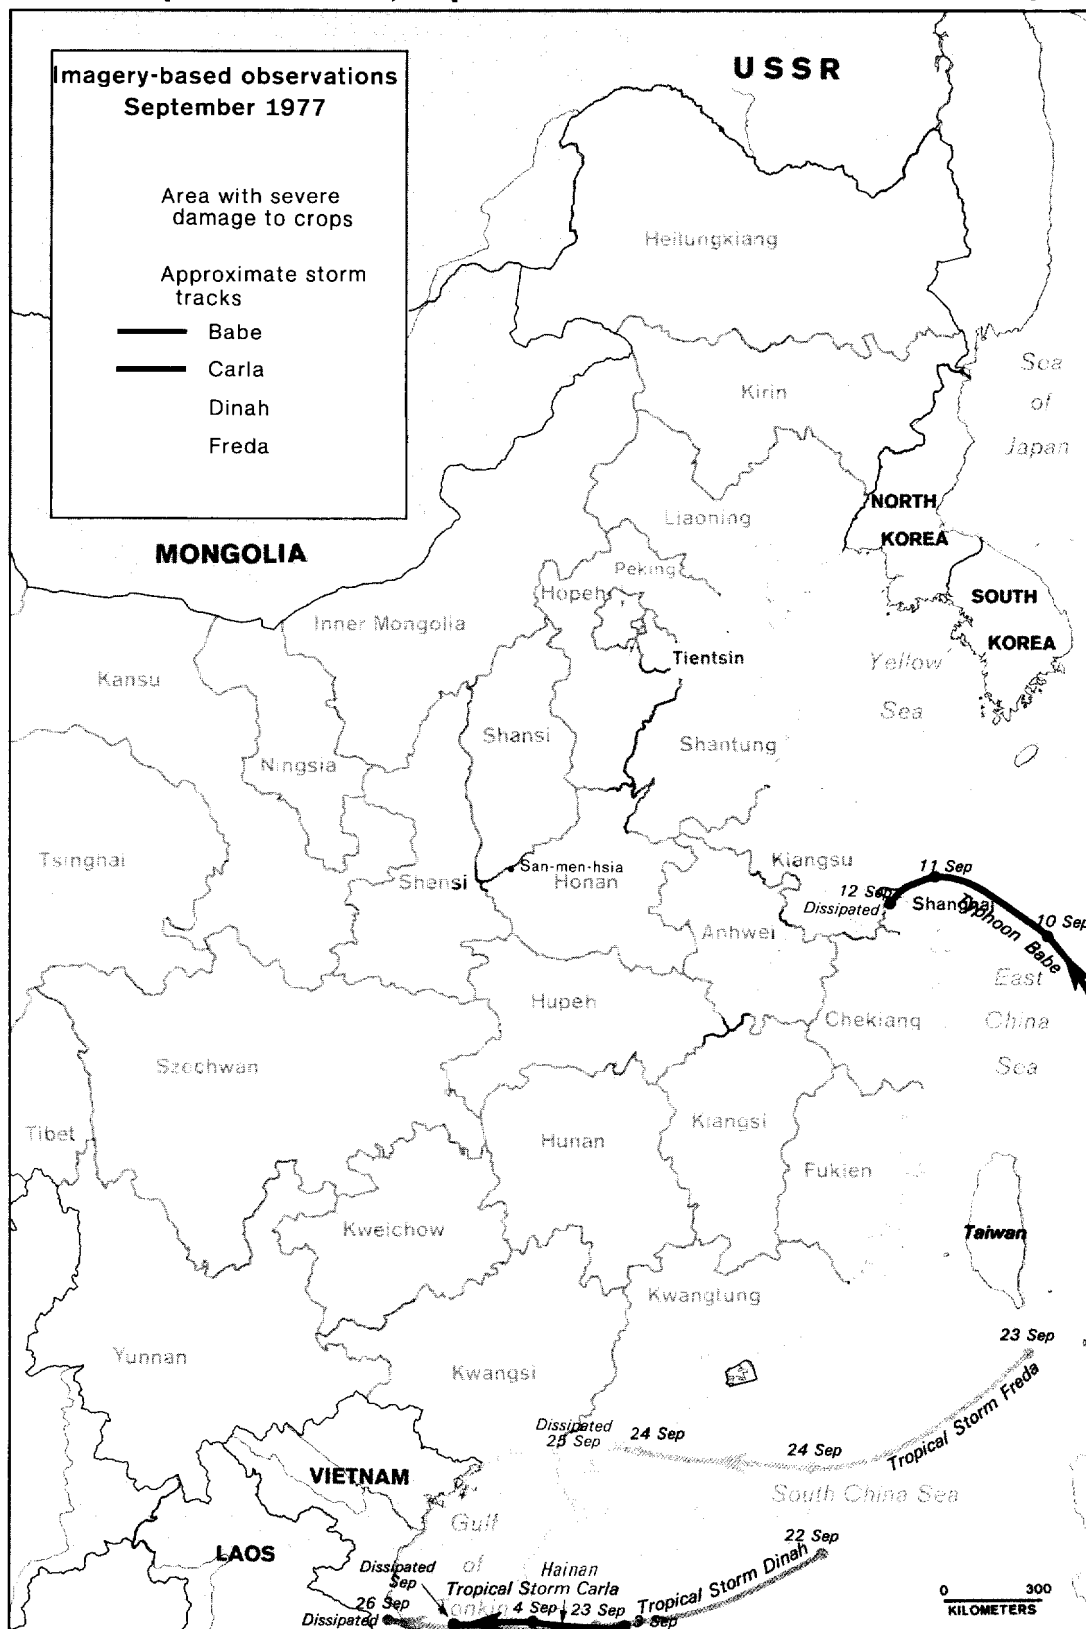 Imagery-based observations
September 1977
Area with severe
damage to crops
Approximate storm
tracks
Babe
Carla
Dinah
Freda
USSR
Heilungxiang
Sea
of
Japan
Kirin
NORTH
KOREA
Liaoning
MONGOLIA
Peking
Hopeh
SOUTH
KOREA
Inner Mongolia
Tientsin
Yellow
Sea
Kansu
Shansi
Shantung
Ningsia
Tsinghai
Kiangsu
11 Sep
San-men-hsia
Shensi
Honan
12 Sep
Dissipated
Shanghai
Typhoon Babe
10 Sep
Anhwei
East
China
Sea
Hupeh
Chekiang
Szechwan
Tibet
Hunan
Kiangsi
Fukien
Kweichow
Taiwan
Kwangtung
23 Sep
Yunnan
Kwangsi
Tropical Storm Freda
Dissipated
25 Sep
24 Sep
24 Sep
VIETNAM
South China Sea
Gulf
of
Tonkin
22 Sep
LAOS
Dissipated
Sep
Hainan
Tropical Storm Carla
Tropical Storm Dinah
26 Sep
Dissipated
4 Sep
23 Sep
3 Sep
0 300
KILOMETERS